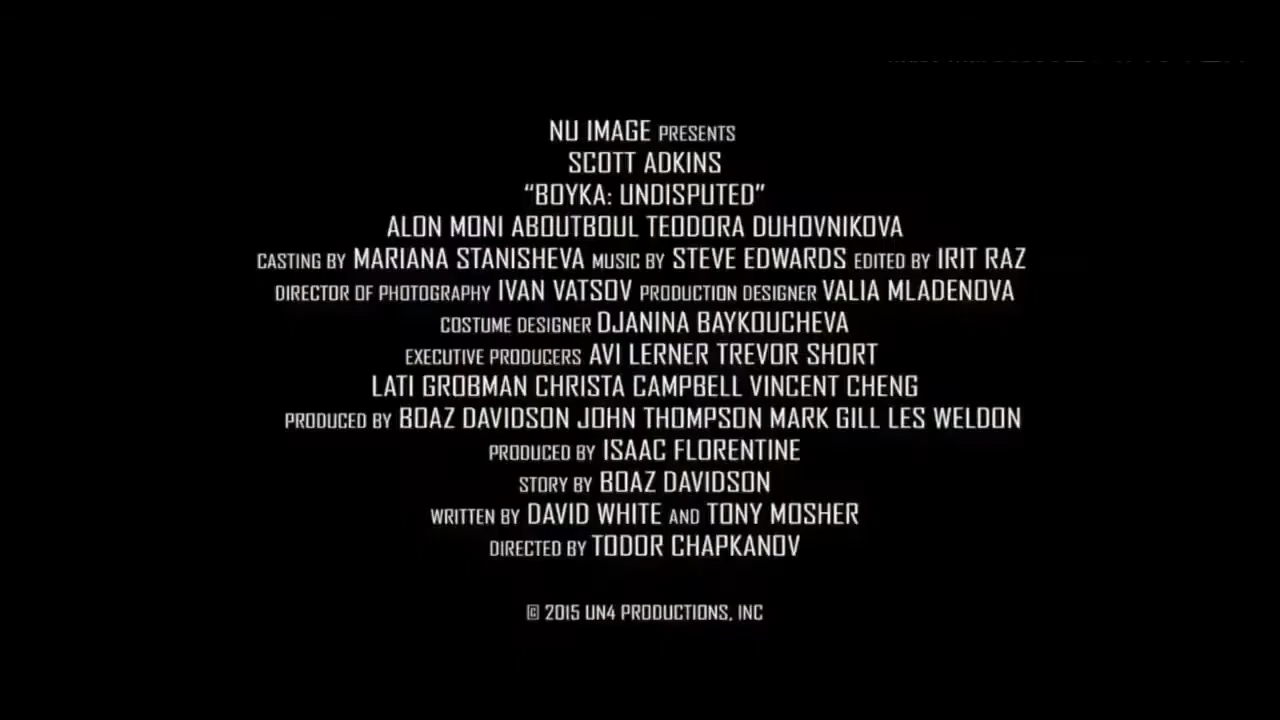 NU IMAGE PRESENTS
SCOTT ADKINS
“BOYKA: UNDISPUTED”
ALON MONI ABOUTBOUL TEODORA DUHOVNIKOVA
CASTING BY MARIANA STANISHEVA MUSIC BY STEVE EDWARDS EDITED BY IRIT RAZ
DIRECTOR OF PHOTOGRAPHY IVAN VATSOV PRODUCTION DESIGNER VALIA MLADENOVA
COSTUME DESIGNER DJANINA BAYKOUCHEVA
EXECUTIVE PRODUCERS AVI LERNER TREVOR SHORT
LATI GROBMAN CHRISTA CAMPBELL VINCENT CHENG
PRODUCED BY BOAZ DAVIDSON JOHN THOMPSON MARK GILL LES WELDON
PRODUCED BY ISAAC FLORENTINE
STORY BY BOAZ DAVIDSON
WRITTEN BY DAVID WHITE AND TONY MOSHER
DIRECTED BY TODOR CHAPKANOV
© 2015 UN4 PRODUCTIONS, INC